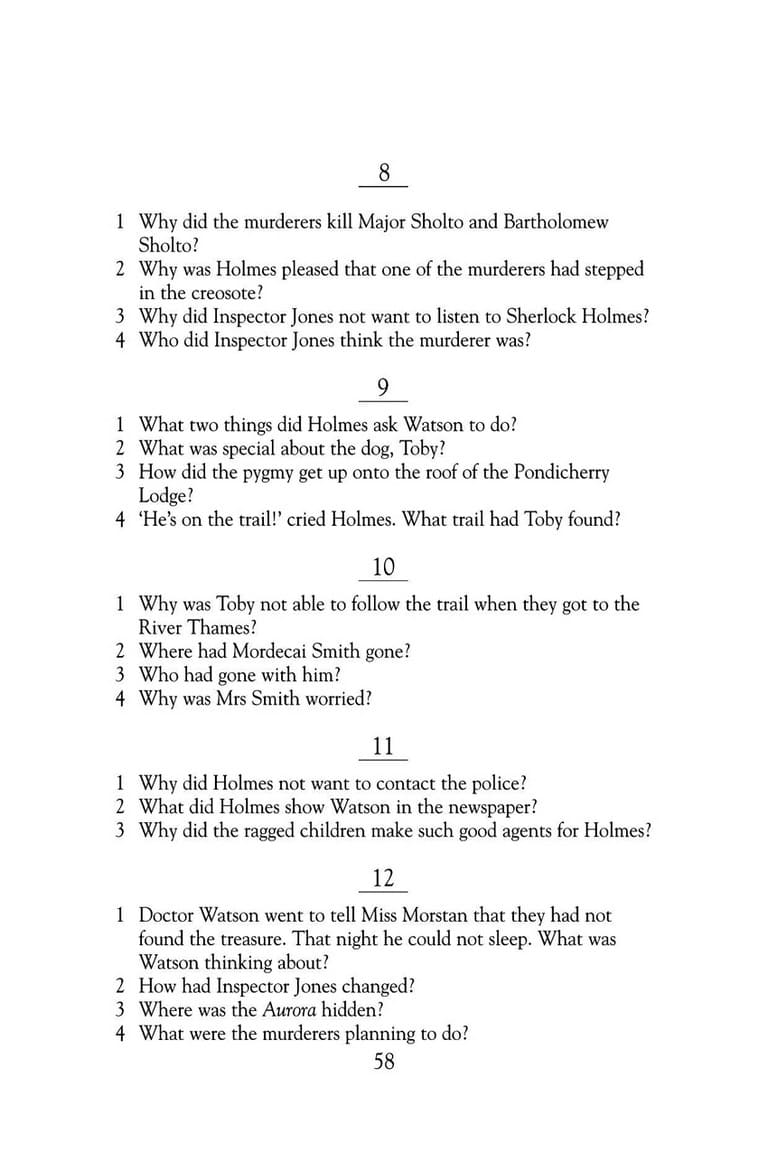 8
1 Why did the murderers kill Major Sholto and Bartholomew
Sholto?
2 Why was Holmes pleased that one of the murderers had stepped
in the creosote?
3 Why did Inspector Jones not want to listen to Sherlock Holmes?
4 Who did Inspector Jones think the murderer was?
9
1 What two things did Holmes ask Watson to do?
2 What was special about the dog, Toby?
3 How did the pygmy get up onto the roof of the Pondicherry
Lodge?
4 ‘He’s on the trail!’ cried Holmes. What trail had Toby found?
10
1 Why was Toby not able to follow the trail when they got to the
River Thames?
2 Where had Mordecai Smith gone?
3 Who had gone with him?
4 Why was Mrs Smith worried?
11
1 Why did Holmes not want to contact the police?
2 What did Holmes show Watson in the newspaper?
3 Why did the ragged children make such good agents for Holmes?
12
1 Doctor Watson went to tell Miss Morstan that they had not
found the treasure. That night he could not sleep. What was
Watson thinking about?
2 How had Inspector Jones changed?
3 Where was the Aurora hidden?
4 What were the murderers planning to do?
58